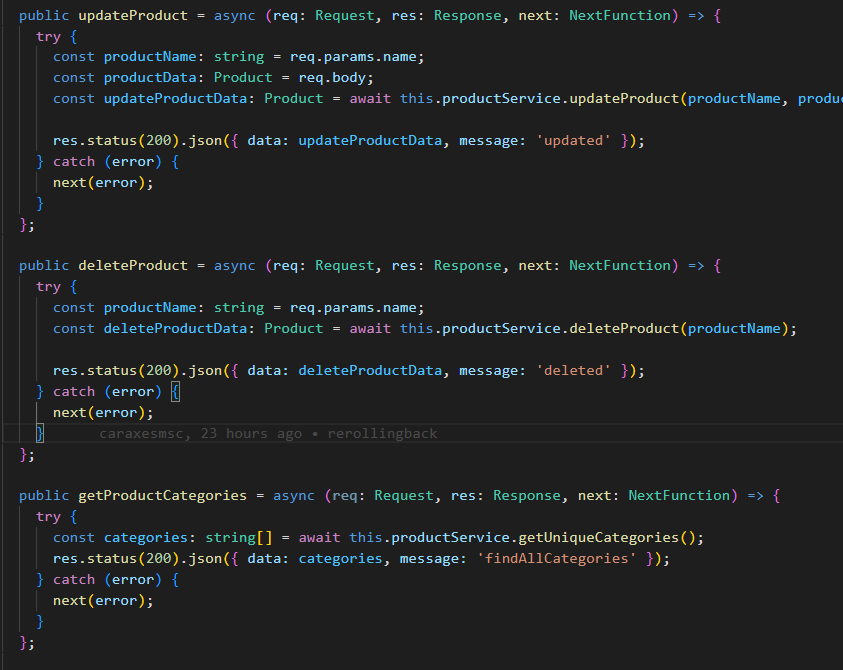 public updateProduct = async (req: Request, res: Response, next: NextFunction) => {
try {
const productName: string = req.params.name;
const productData: Product = req.body;
const updateProductData: Product = await this.productService.updateProduct(productName, produ
res.status(200).json({ data: updateProductData, message: 'updated' });
} catch (error) {
next(error);
}
};
public deleteProduct = async (req: Request, res: Response, next: NextFunction) => {
try {
const productName: string = req.params.name;
const deleteProductData: Product = await this.productService.deleteProduct(productName);
res.status(200).json({ data: deleteProductData, message: 'deleted' });
} catch (error) {
next(error);
} caraxesmsc, 23 hours ago • rerollingback
};
public getProductCategories = async (req: Request, res: Response, next: NextFunction) => {
try {
const categories: string[] = await this.productService.getUniqueCategories();
res.status(200).json({ data: categories, message: 'findAllCategories' });
} catch (error) {
next(error);
}
};